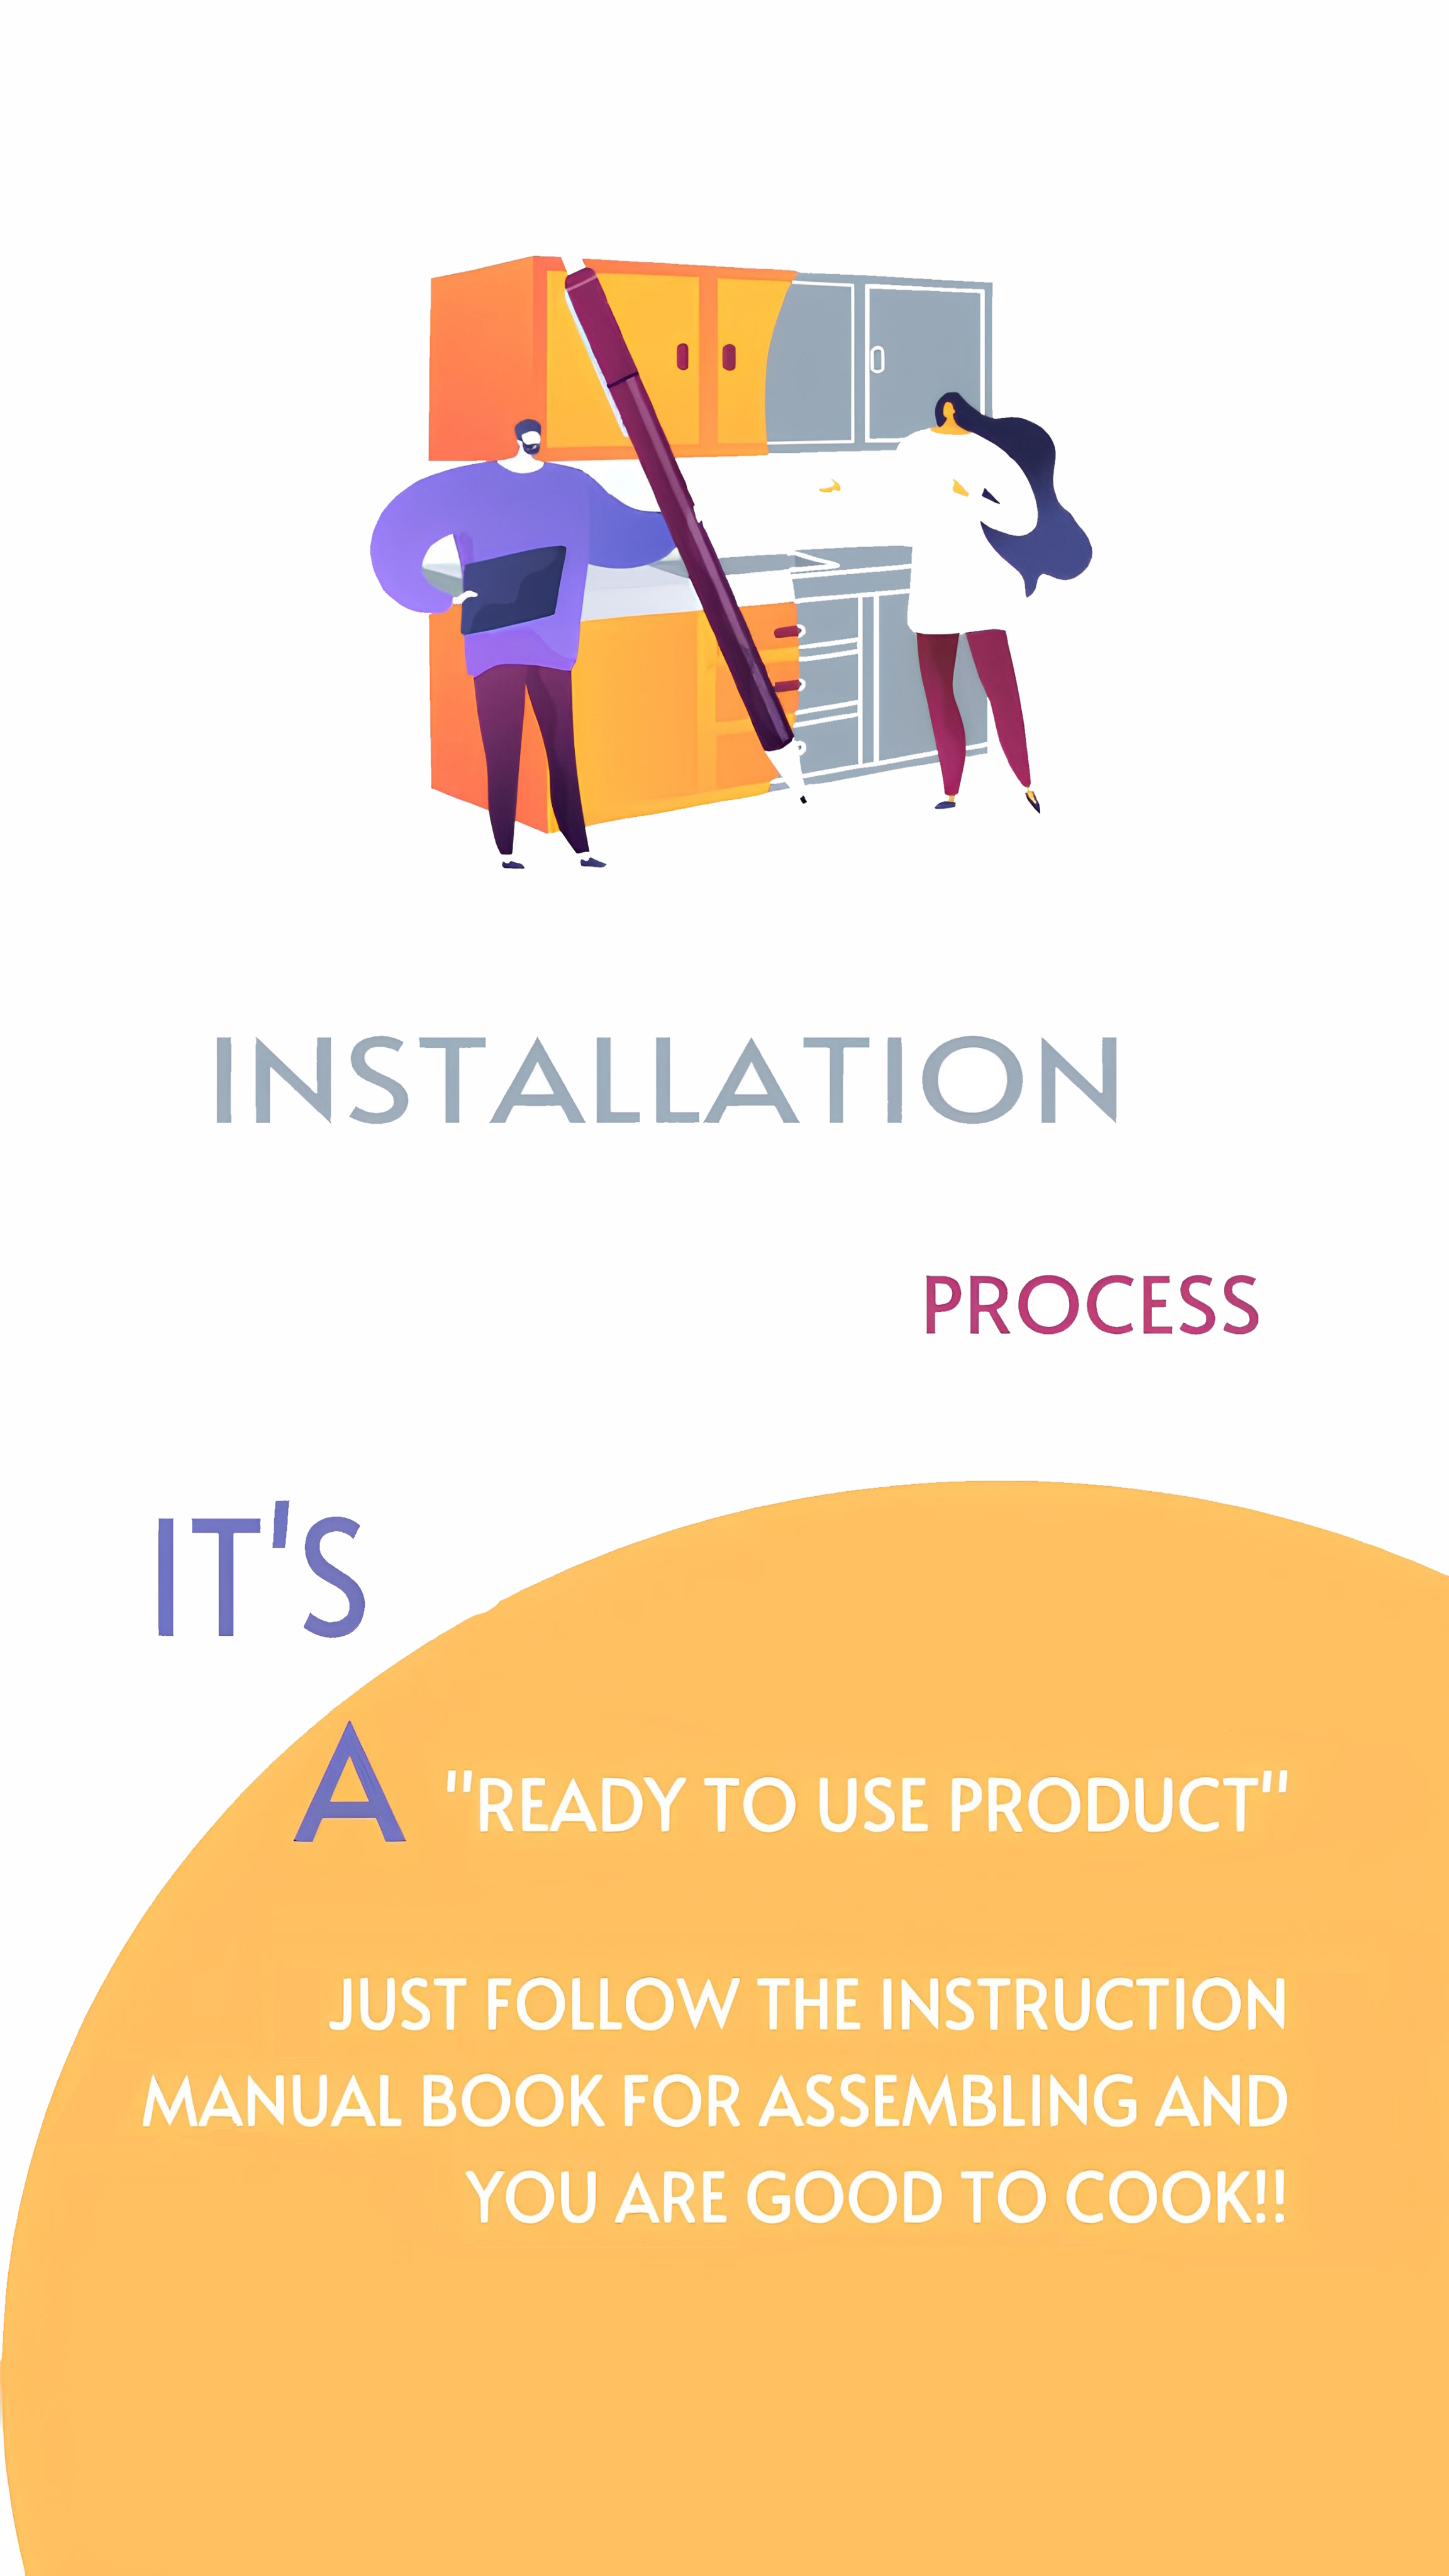 INSTALLATION
PROCESS
IT'S
A "READY TO USE PRODUCT"
JUST FOLLOW THE INSTRUCTION
MANUAL BOOK FOR ASSEMBLING AND
YOU ARE GOOD TO COOK!!